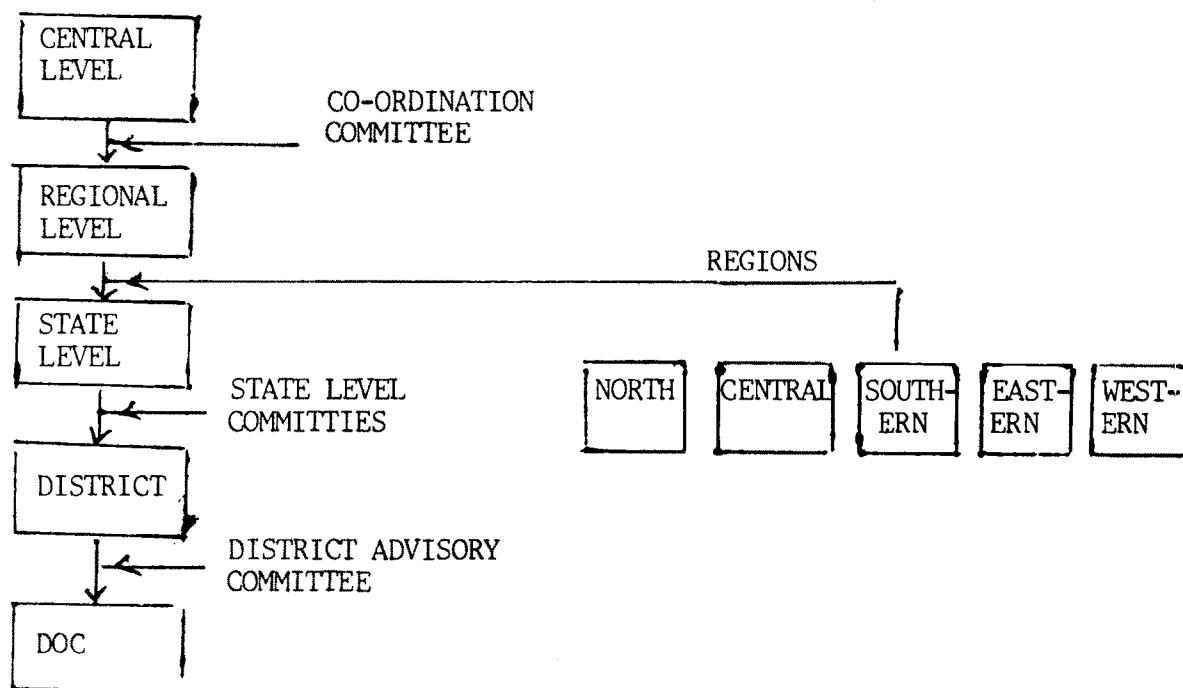 CENTRAL
LEVEL
CO-ORDINATION
COMMITTEE
REGIONAL
LEVEL
REGIONS
STATE
LEVEL
STATE LEVEL
COMMITTIES
NORTH
CENTRAL
SOUTH-
ERN
EAST-
ERN
WEST-
ERN
DISTRICT
DISTRICT ADVISORY
COMMITTEE
DOC